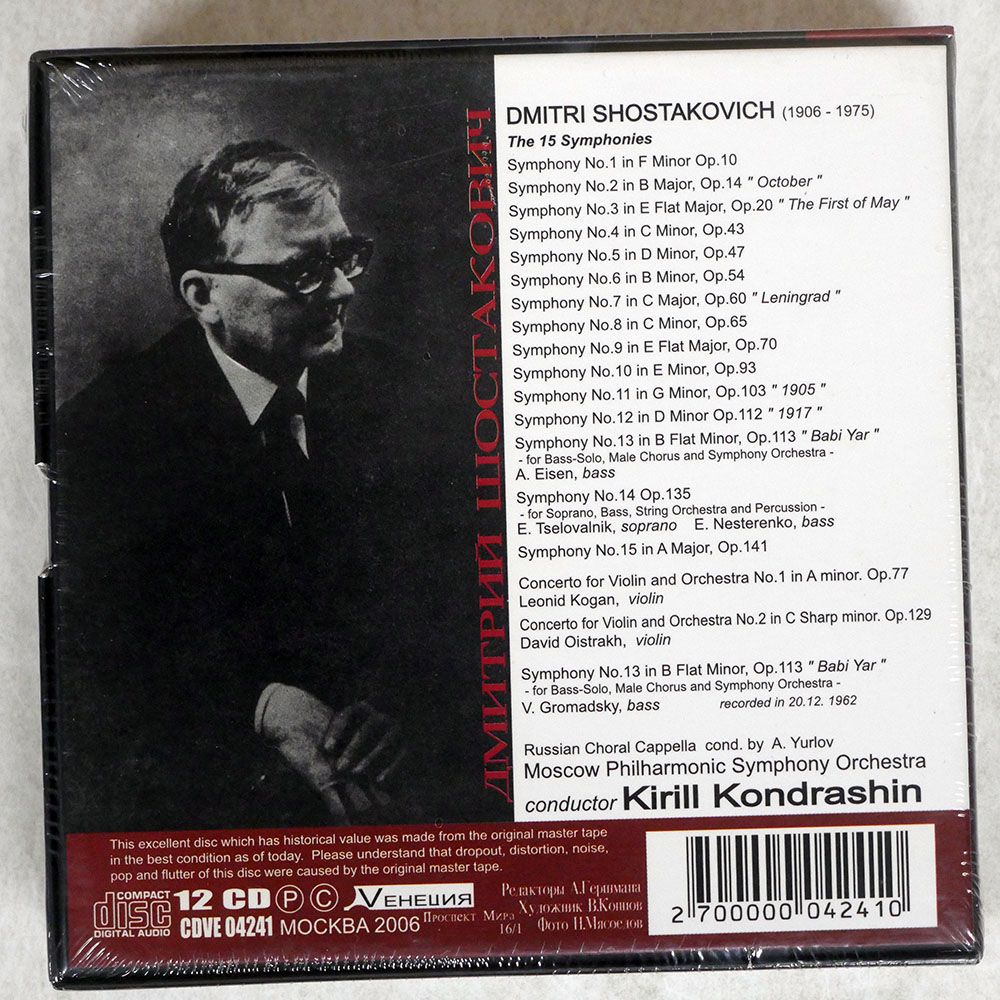 ДМИТРИЙ ШОСТАКОВИЧ
DMITRI SHOSTAKOVICH (1906 - 1975)
The 15 Symphonies
Symphony No.1 in F Minor Op.10
Symphony No.2 in B Major, Op.14 " October "
Symphony No.3 in E Flat Major, Op.20 " The First of May "
Symphony No.4 in C Minor, Op.43
Symphony No.5 in D Minor, Op.47
Symphony No.6 in B Minor, Op.54
Symphony No.7 in C Major, Op.60 " Leningrad "
Symphony No.8 in C Minor, Op.65
Symphony No.9 in E Flat Major, Op.70
Symphony No.10 in E Minor, Op.93
Symphony No.11 in G Minor, Op.103 " 1905 "
Symphony No.12 in D Minor Op.112 " 1917 "
Symphony No.13 in B Flat Minor, Op.113 " Babi Yar "
- for Bass-Solo, Male Chorus and Symphony Orchestra -
A. Eisen, bass
Symphony No.14 Op.135
- for Soprano, Bass, String Orchestra and Percussion -
E. Tselovalnik, soprano E. Nesterenko, bass
Symphony No.15 in A Major, Op.141
Concerto for Violin and Orchestra No.1 in A minor. Op.77
Leonid Kogan, violin
Concerto for Violin and Orchestra No.2 in C Sharp minor. Op.129
David Oistrakh, violin
Symphony No.13 in B Flat Minor, Op.113 " Babi Yar "
- for Bass-Solo, Male Chorus and Symphony Orchestra -
V. Gromadsky, bass recorded in 20.12. 1962
Russian Choral Cappella cond. by A. Yurlov
Moscow Philharmonic Symphony Orchestra
conductor Kirill Kondrashin
This excellent disc which has historical value was made from the original master tape
in the best condition as of today. Please understand that dropout, distortion, noise,
pop and flutter of this disc were caused by the original master tape.
COMPACT disc DIGITAL AUDIO
12 CD Ⓟ Ⓒ VЕНЕЦИЯ
CDVE 04241 МОСКВА 2006
Проспект Мира
16/1
Редакторы А.Гершмана
Художник В.Коннов
Фото Н.Мясоедов
2 700000 042410